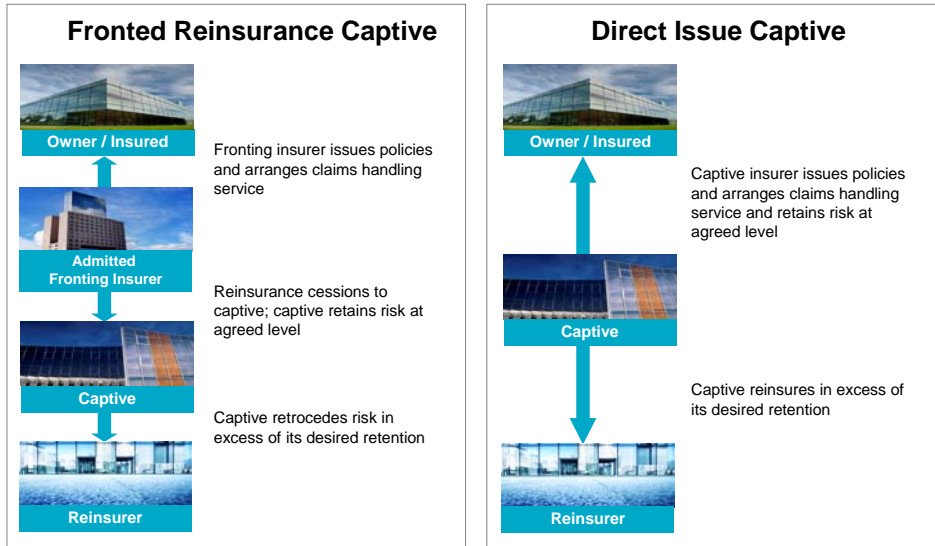 Fronted Reinsurance Captive
Owner / Insured
Fronting insurer issues policies
and arranges claims handling
service
Admitted
Fronting Insurer
Reinsurance cessions to
captive; captive retains risk at
agreed level
Captive
Captive retrocedes risk in
excess of its desired retention
Reinsurer
Direct Issue Captive
Owner / Insured
Captive insurer issues policies
and arranges claims handling
service and retains risk at
agreed level
Captive
Captive reinsures in excess of
its desired retention
Reinsurer